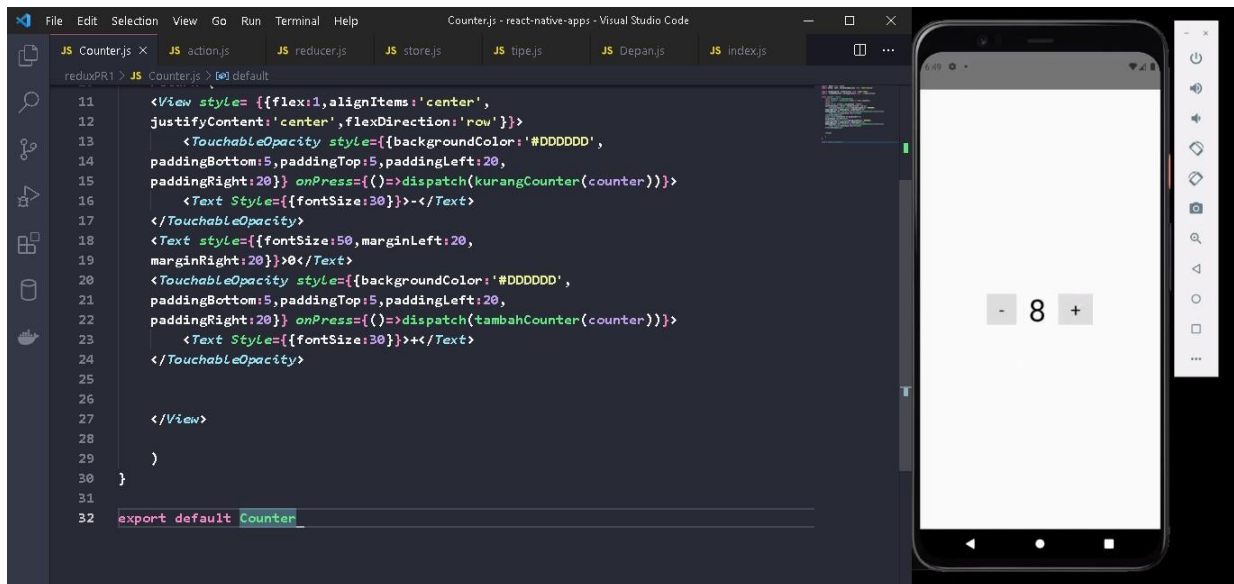 File Edit Selection View Go Run Terminal Help Counter.js - react-native-apps - Visual Studio Code
JS Counter.js × JS action.js JS reducer.js JS store.js JS tipe.js JS Depan.js JS index.js
reduxPR1 > JS Counter.js > default
11 <View style= {{flex:1,alignItems:'center',
12 justifyContent:'center',flexDirection:'row'}}>
13 <TouchableOpacity style={{backgroundColor:'#DDDDDD',
14 paddingBottom:5,paddingTop:5,paddingLeft:20,
15 paddingRight:20}} onPress={()=>dispatch(kurangCounter(counter))}>
16 <Text Style={{fontSize:30}}>-</Text>
17 </TouchableOpacity>
18 <Text style={{fontSize:50,marginLeft:20,
19 marginRight:20}}>0</Text>
20 <TouchableOpacity style={{backgroundColor:'#DDDDDD',
21 paddingBottom:5,paddingTop:5,paddingLeft:20,
22 paddingRight:20}} onPress={()=>dispatch(tambahCounter(counter))}>
23 <Text Style={{fontSize:30}}>+</Text>
24 </TouchableOpacity>
25
26
27 </View>
28
29 )
30 }
31
32 export default Counter
6:49
- 8 +